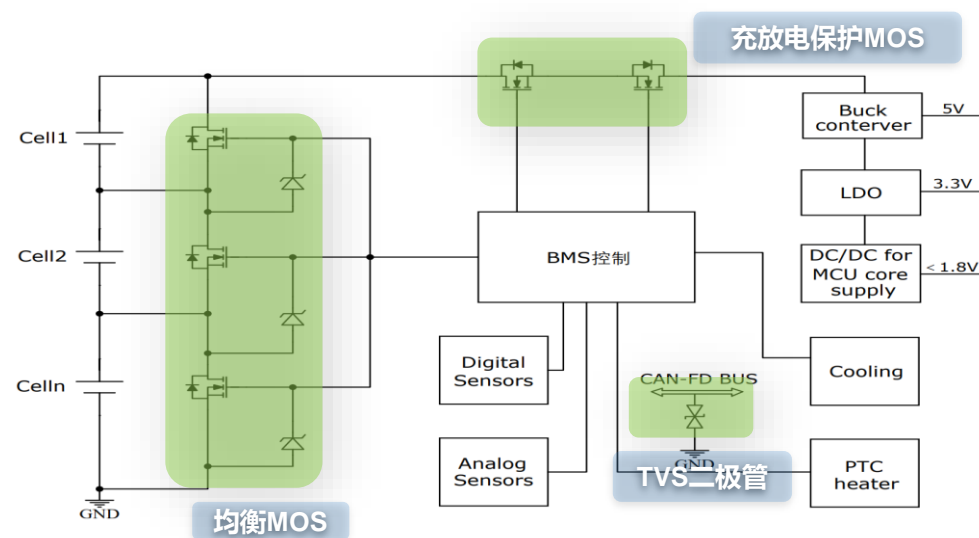 充放电保护MOS
Cell1
Buck
conterver
5V
LDO
3.3V
Cell2
BMS控制
DC/DC for
MCU core
supply
<1.8V
Digital
Sensors
Cooling
CAN-FD BUS
Celln
GND
Analog
Sensors
TVS二极管
PTC
heater
GND
均衡MOS